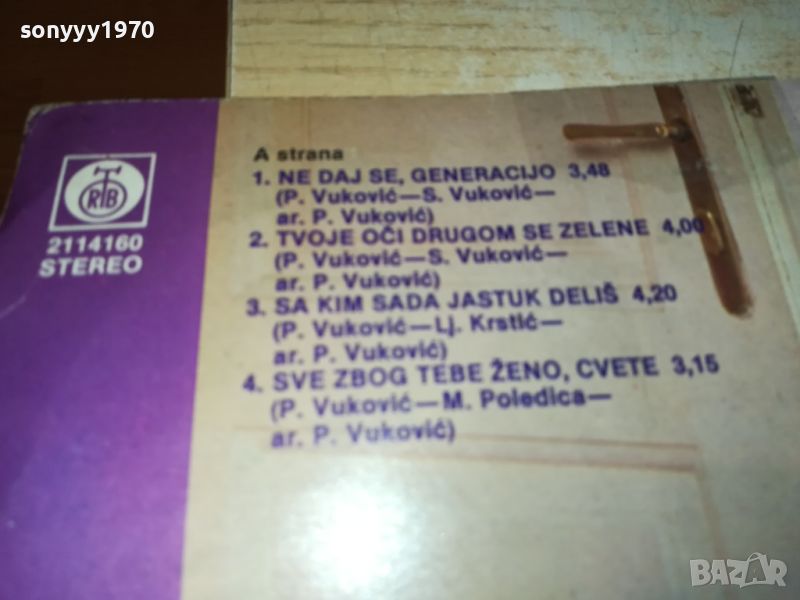 sonyyy1970
A strana
1. NE DAJ SE, GENERACIJO 3,48
(P. Vuković—S. Vuković—
ar. P. Vuković)
2. TVOJE OČI DRUGOM SE ZELENE 4,00
(P. Vuković—S. Vuković—
ar. P. Vuković)
3. SA KIM SADA JASTUK DELIŠ 4,20
(P. Vuković—Lj. Krstić—
ar. P. Vuković)
4. SVE ZBOG TEBE ŽENO, CVETE 3,15
(P. Vuković—M. Poledica—
ar. P. Vuković)
RTB
2114160
STEREO
BAZAR